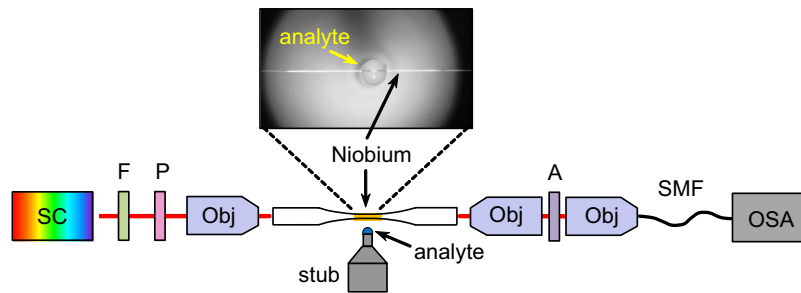 analyte
Niobium
F
P
A
SMF
SC
Obj
Obj
Obj
OSA
analyte
stub